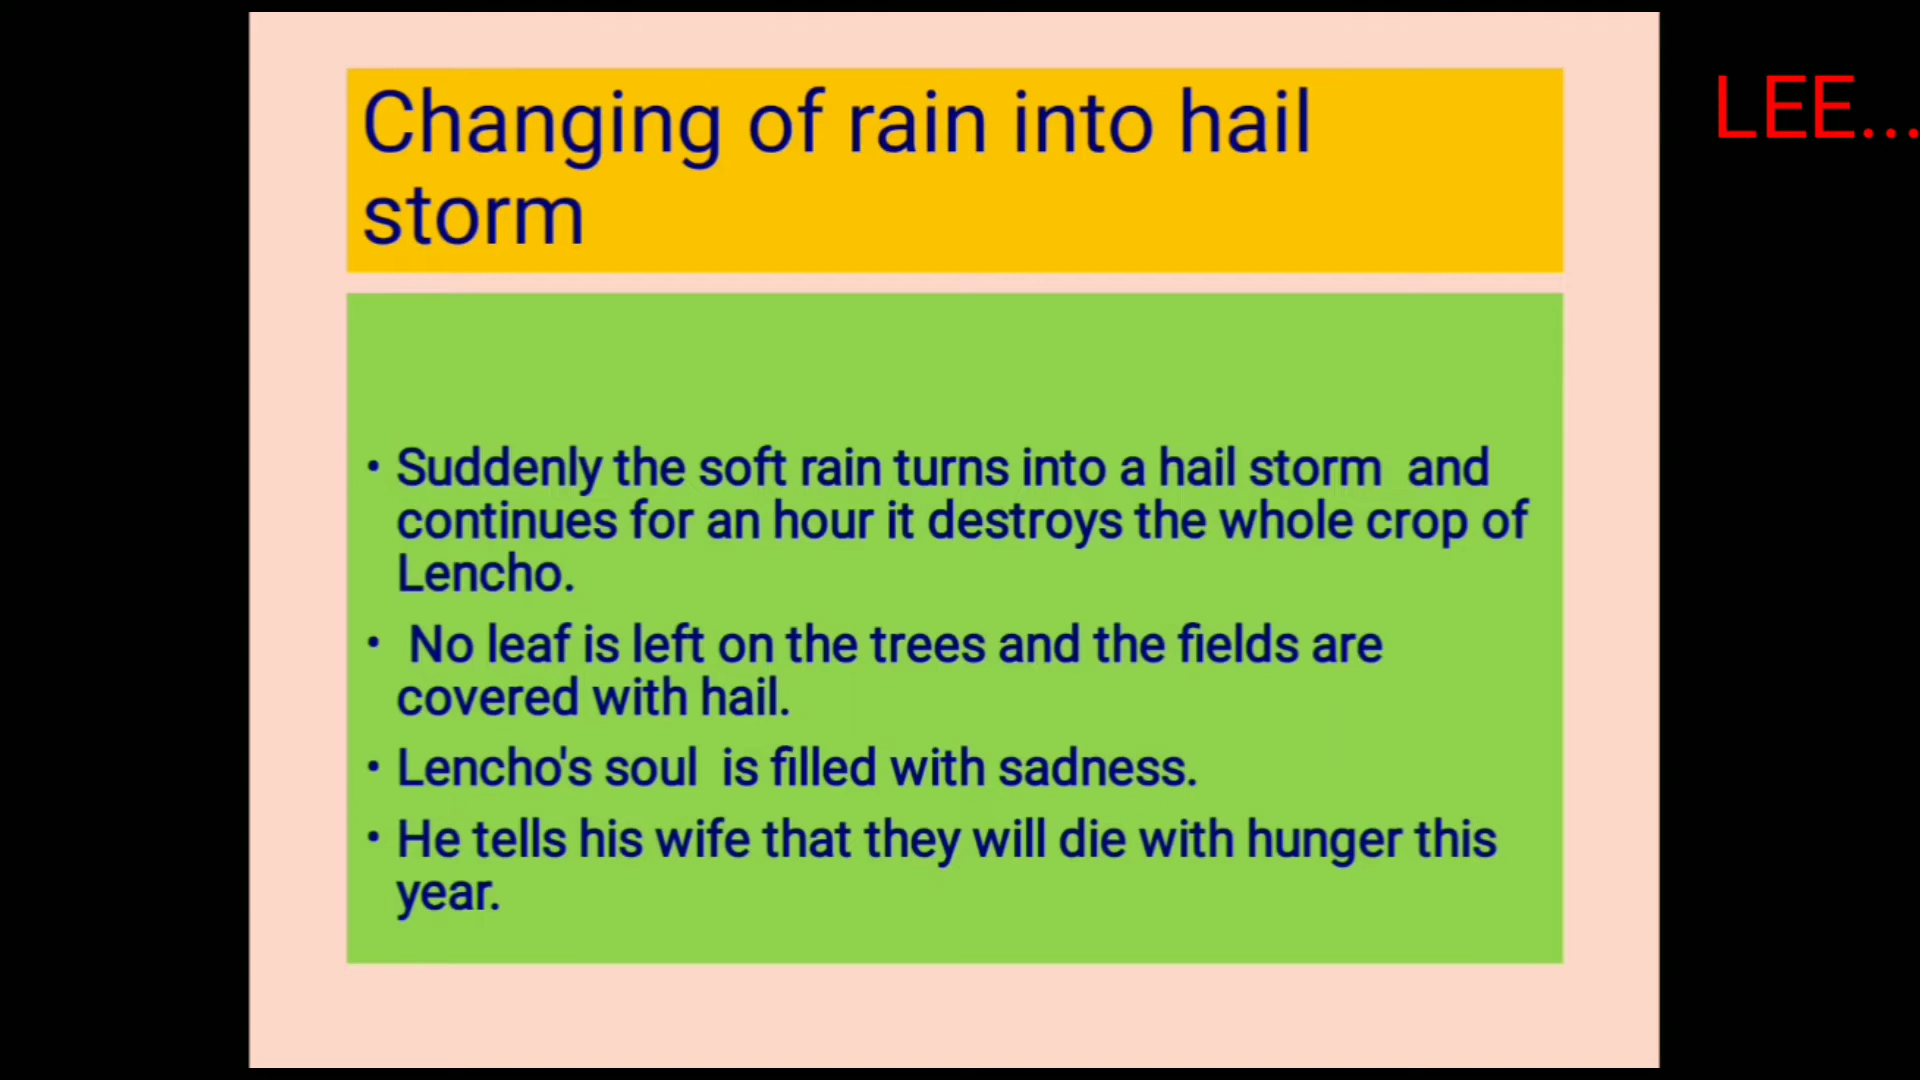 Changing of rain into hail
storm
LEE...
• Suddenly the soft rain turns into a hail storm  and
continues for an hour it destroys the whole crop of
Lencho.
•  No leaf is left on the trees and the fields are
covered with hail.
• Lencho's soul  is filled with sadness.
• He tells his wife that they will die with hunger this
year.